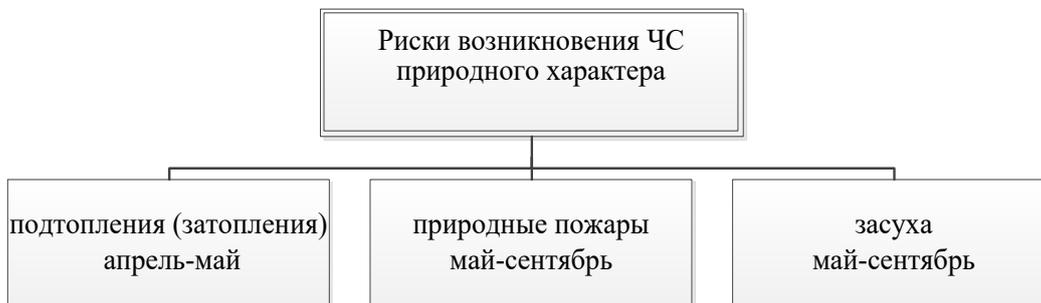 Риски возникновения ЧС
природного характера
подтопления (затопления)
апрель-май
природные пожары
май-сентябрь
засуха
май-сентябрь